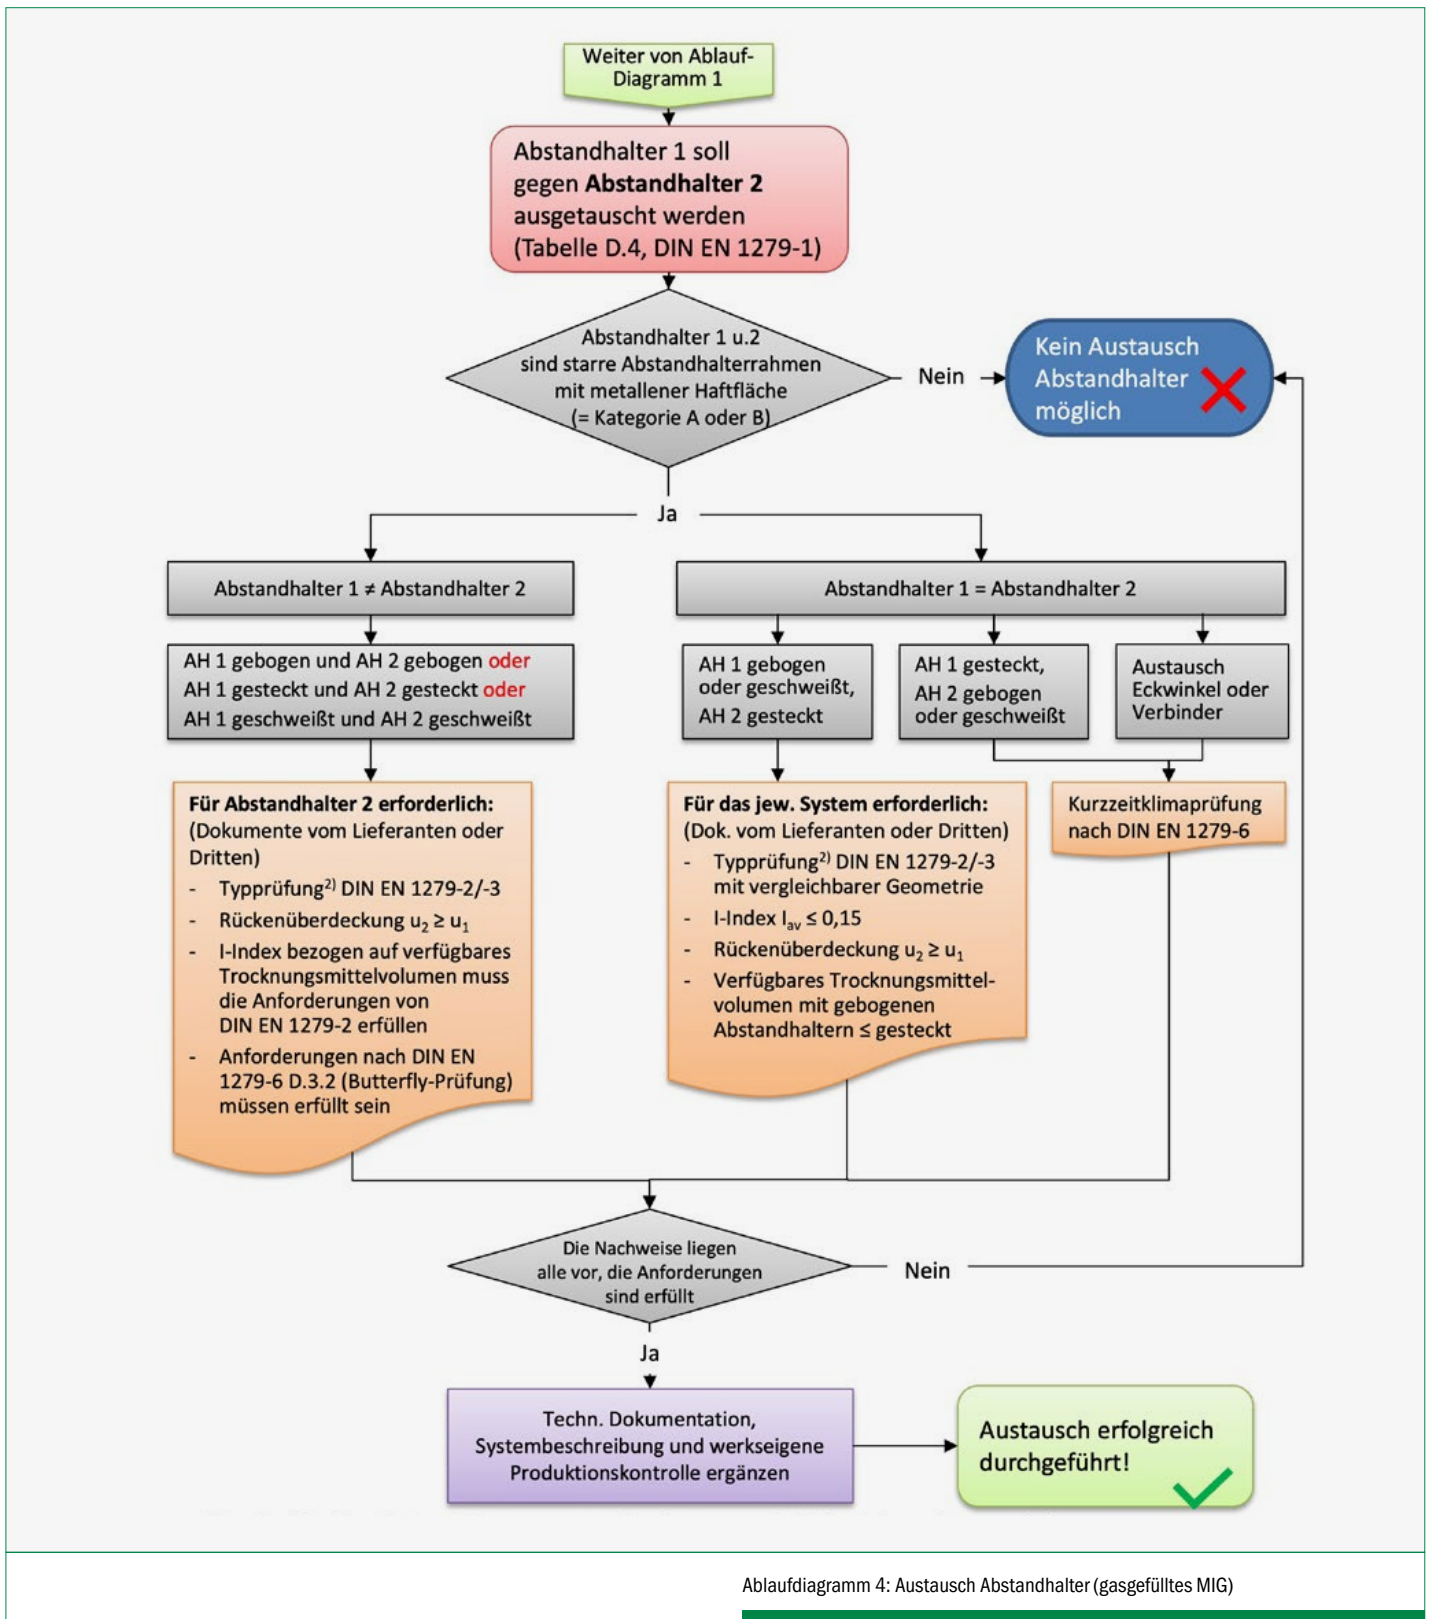 Weiter von Ablauf-
Diagramm 1
Abstandhalter 1 soll
gegen Abstandhalter 2
ausgetauscht werden
(Tabelle D.4, DIN EN 1279-1)
Abstandhalter 1 u.2
sind starre Abstandhalterrahmen
mit metallener Haftfläche
(= Kategorie A oder B)
Nein
Kein Austausch
Abstandhalter
möglich
Ja
Abstandhalter 1 ≠ Abstandhalter 2
Abstandhalter 1 = Abstandhalter 2
AH 1 gebogen und AH 2 gebogen oder
AH 1 gesteckt und AH 2 gesteckt oder
AH 1 geschweißt und AH 2 geschweißt
AH 1 gebogen
oder geschweißt,
AH 2 gesteckt
AH 1 gesteckt,
AH 2 gebogen
oder geschweißt
Austausch
Eckwinkel oder
Verbinder
Für Abstandhalter 2 erforderlich:
(Dokumente vom Lieferanten oder
Dritten)
- Typprüfung2) DIN EN 1279-2/-3
- Rückenüberdeckung u2 ≥ u1
- I-Index bezogen auf verfügbares
Trocknungsmittelvolumen muss
die Anforderungen von
DIN EN 1279-2 erfüllen
- Anforderungen nach DIN EN
1279-6 D.3.2 (Butterfly-Prüfung)
müssen erfüllt sein
Für das jew. System erforderlich:
(Dok. vom Lieferanten oder Dritten)
- Typprüfung2) DIN EN 1279-2/-3
mit vergleichbarer Geometrie
- I-Index Iav ≤ 0,15
- Rückenüberdeckung u2 ≥ u1
- Verfügbares Trocknungsmittel-
volumen mit gebogenen
Abstandhaltern ≤ gesteckt
Kurzzeitklimaprüfung
nach DIN EN 1279-6
Die Nachweise liegen
alle vor, die Anforderungen
sind erfüllt
Nein
Ja
Techn. Dokumentation,
Systembeschreibung und werkseigene
Produktionskontrolle ergänzen
Austausch erfolgreich
durchgeführt!
Ablaufdiagramm 4: Austausch Abstandhalter (gasgefülltes MIG)